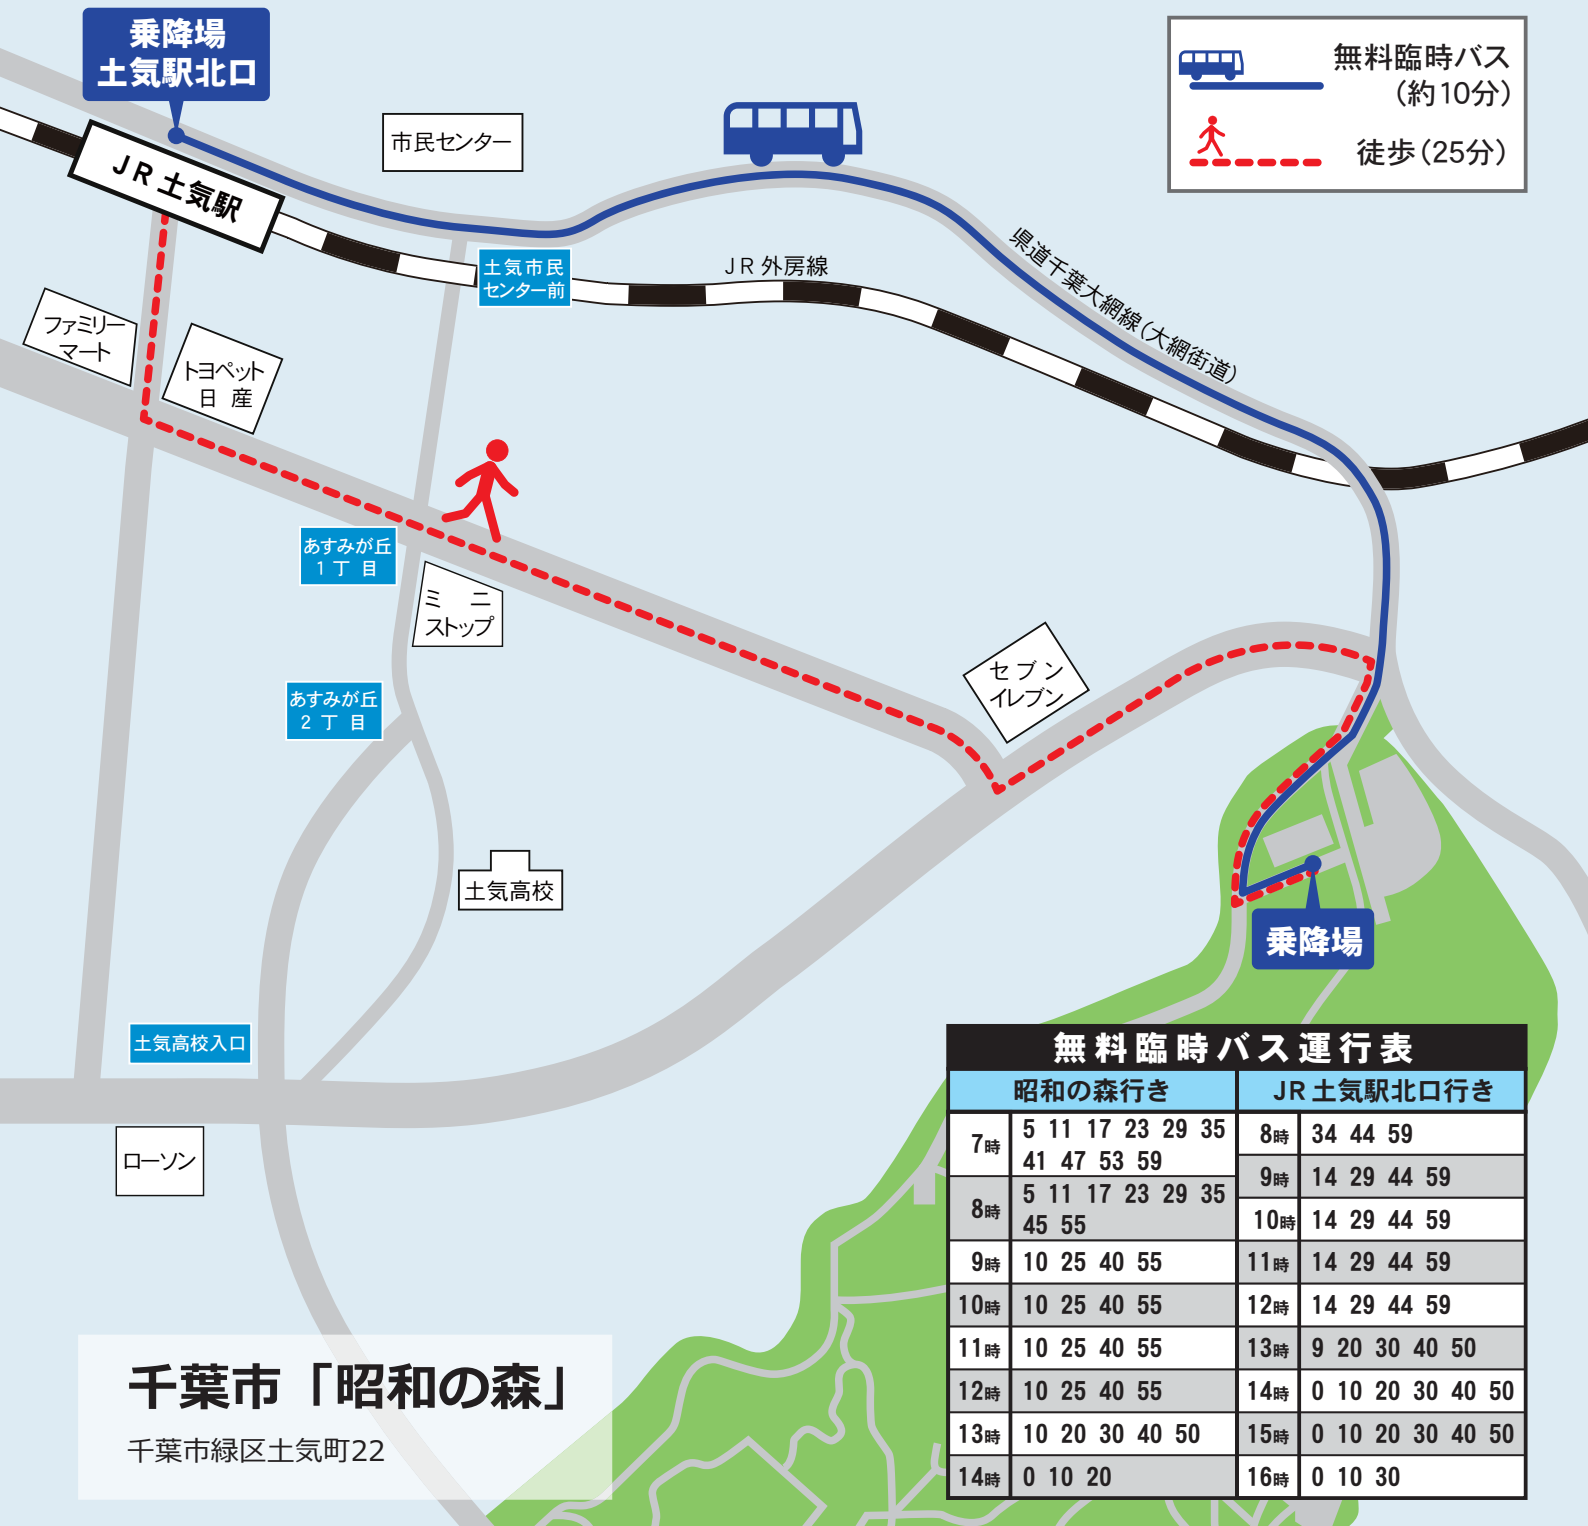 乗降場
土気駅北口
無料臨時バス
(約10分)
徒歩(25分)
市民センター
JR土気駅
土気市民
センター前
JR外房線
県道千葉大網線(大網街道)
ファミリー
マート
トヨペット
日産
あすみが丘
1丁目
ミニ
ストップ
あすみが丘
2丁目
セブン
イレブン
土気高校
乗降場
土気高校入口
ローソン
千葉市「昭和の森」
千葉市緑区土気町22
無料臨時バス運行表
昭和の森行き JR土気駅北口行き
7時 5 11 17 23 29 35
41 47 53 59
8時 5 11 17 23 29 35
45 55
9時 10 25 40 55
10時 10 25 40 55
11時 10 25 40 55
12時 10 25 40 55
13時 10 20 30 40 50
14時 0 10 20
8時 34 44 59
9時 14 29 44 59
10時 14 29 44 59
11時 14 29 44 59
12時 14 29 44 59
13時 9 20 30 40 50
14時 0 10 20 30 40 50
15時 0 10 20 30 40 50
16時 0 10 30